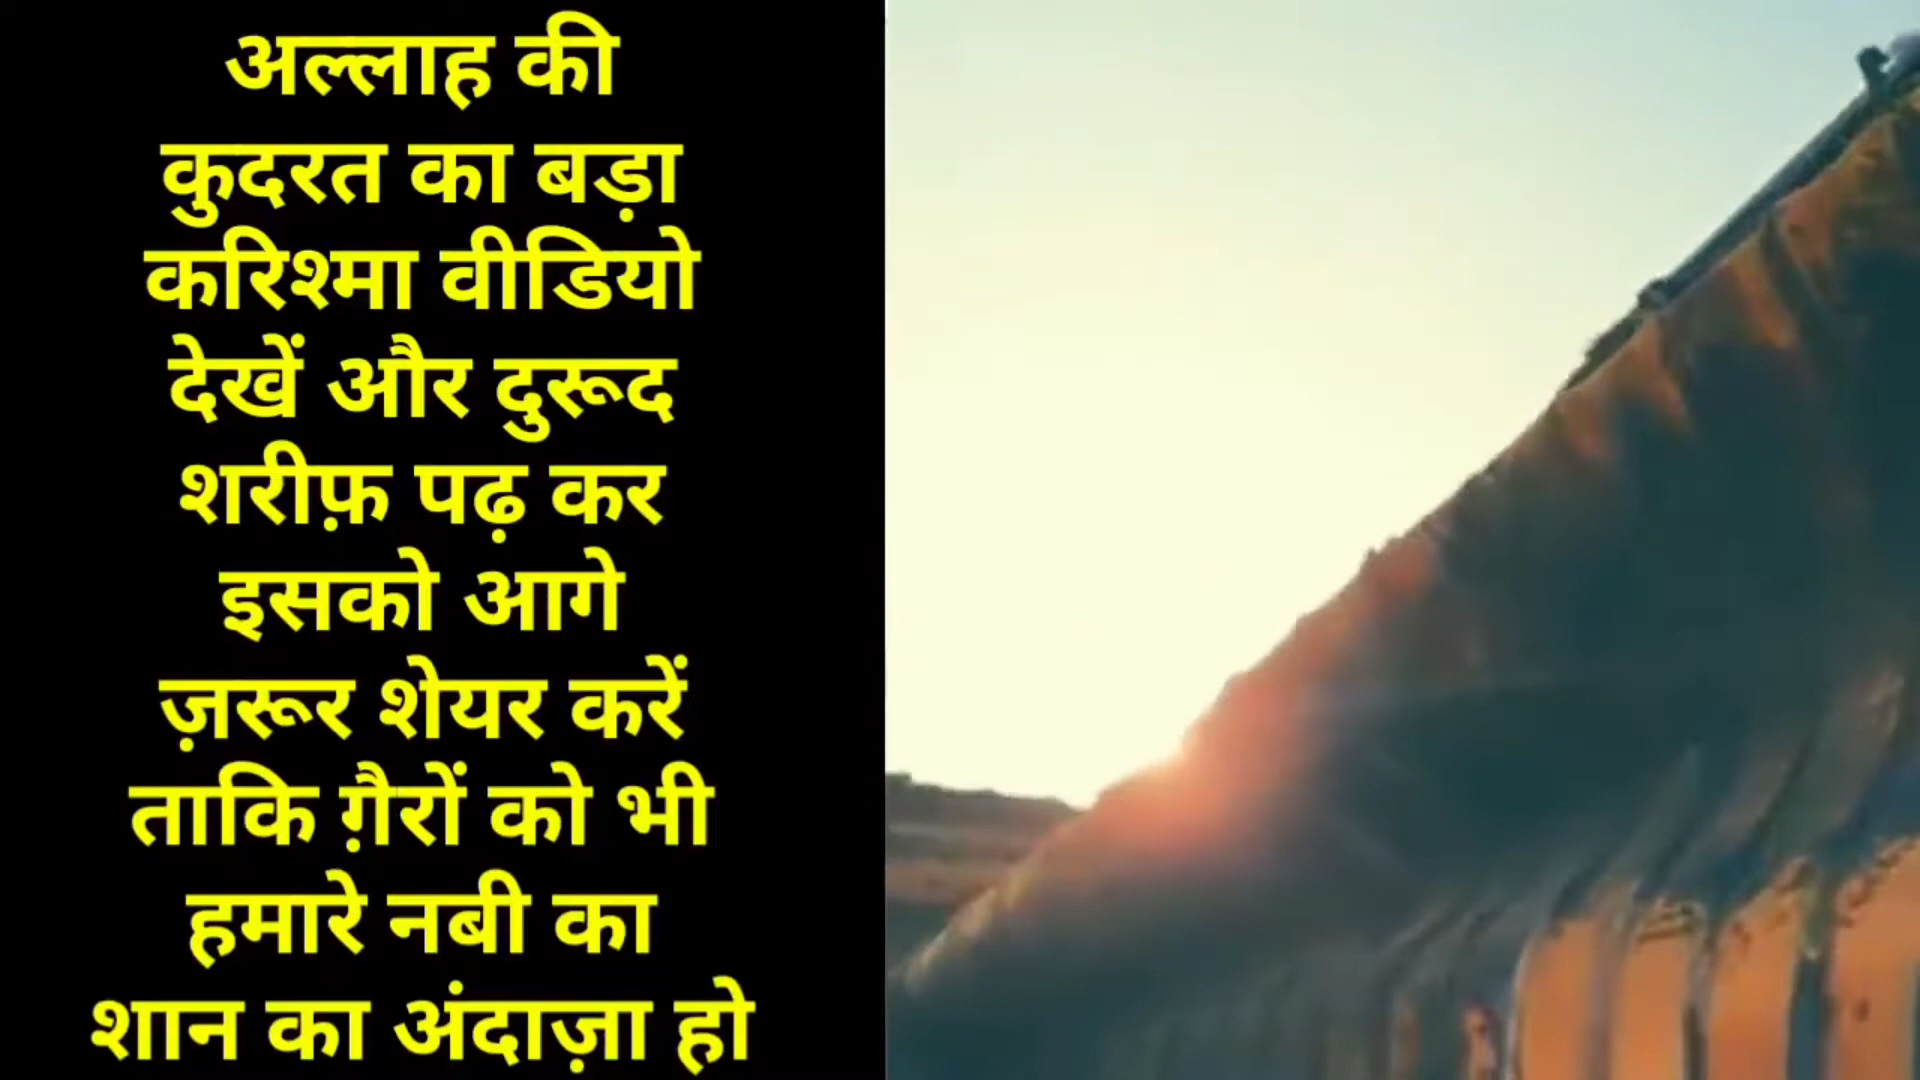 अल्लाह की
कुदरत का बड़ा
करिश्मा वीडियो
देखें और दुरूद
शरीफ़ पढ़ कर
इसको आगे
ज़रूर शेयर करें
ताकि ग़ैरों को भी
हमारे नबी का
शान का अंदाज़ा हो